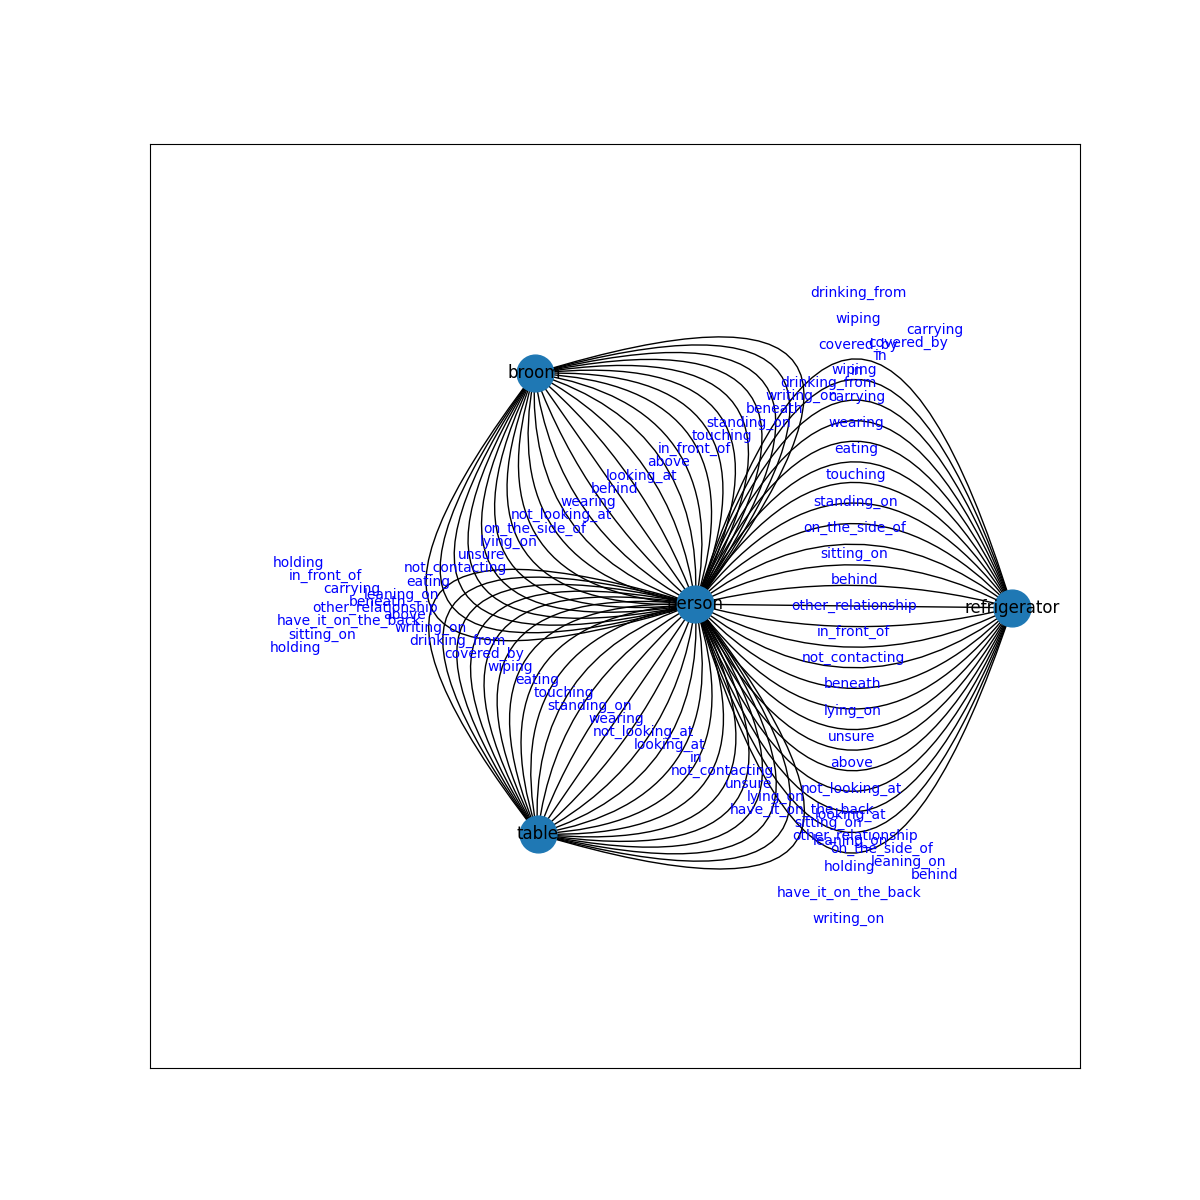 drinking_from
wiping
carrying
covered_by
covered_by
in
wiping
in
broom
drinking_from
writing_on
carrying
beneath
standing_on
wearing
touching
in_front_of
eating
above
looking_at
touching
behind
wearing
standing_on
not_looking_at
on_the_side_of
on_the_side_of
lying_on
unsure
sitting_on
holding
not_contacting
in_front_of
eating
behind
carrying
leaning_on
beneath
person
other_relationship
other_relationship
refrigerator
above
have_it_on_the_back
writing_on
in_front_of
sitting_on
drinking_from
holding
covered_by
not_contacting
wiping
eating
beneath
touching
standing_on
lying_on
wearing
not_looking_at
unsure
looking_at
in
above
not_contacting
unsure
not_looking_at
lying_on
have_it_on_the_back
looking_at
sitting_on
table
other_relationship
leaning_on
on_the_side_of
leaning_on
holding
behind
have_it_on_the_back
writing_on